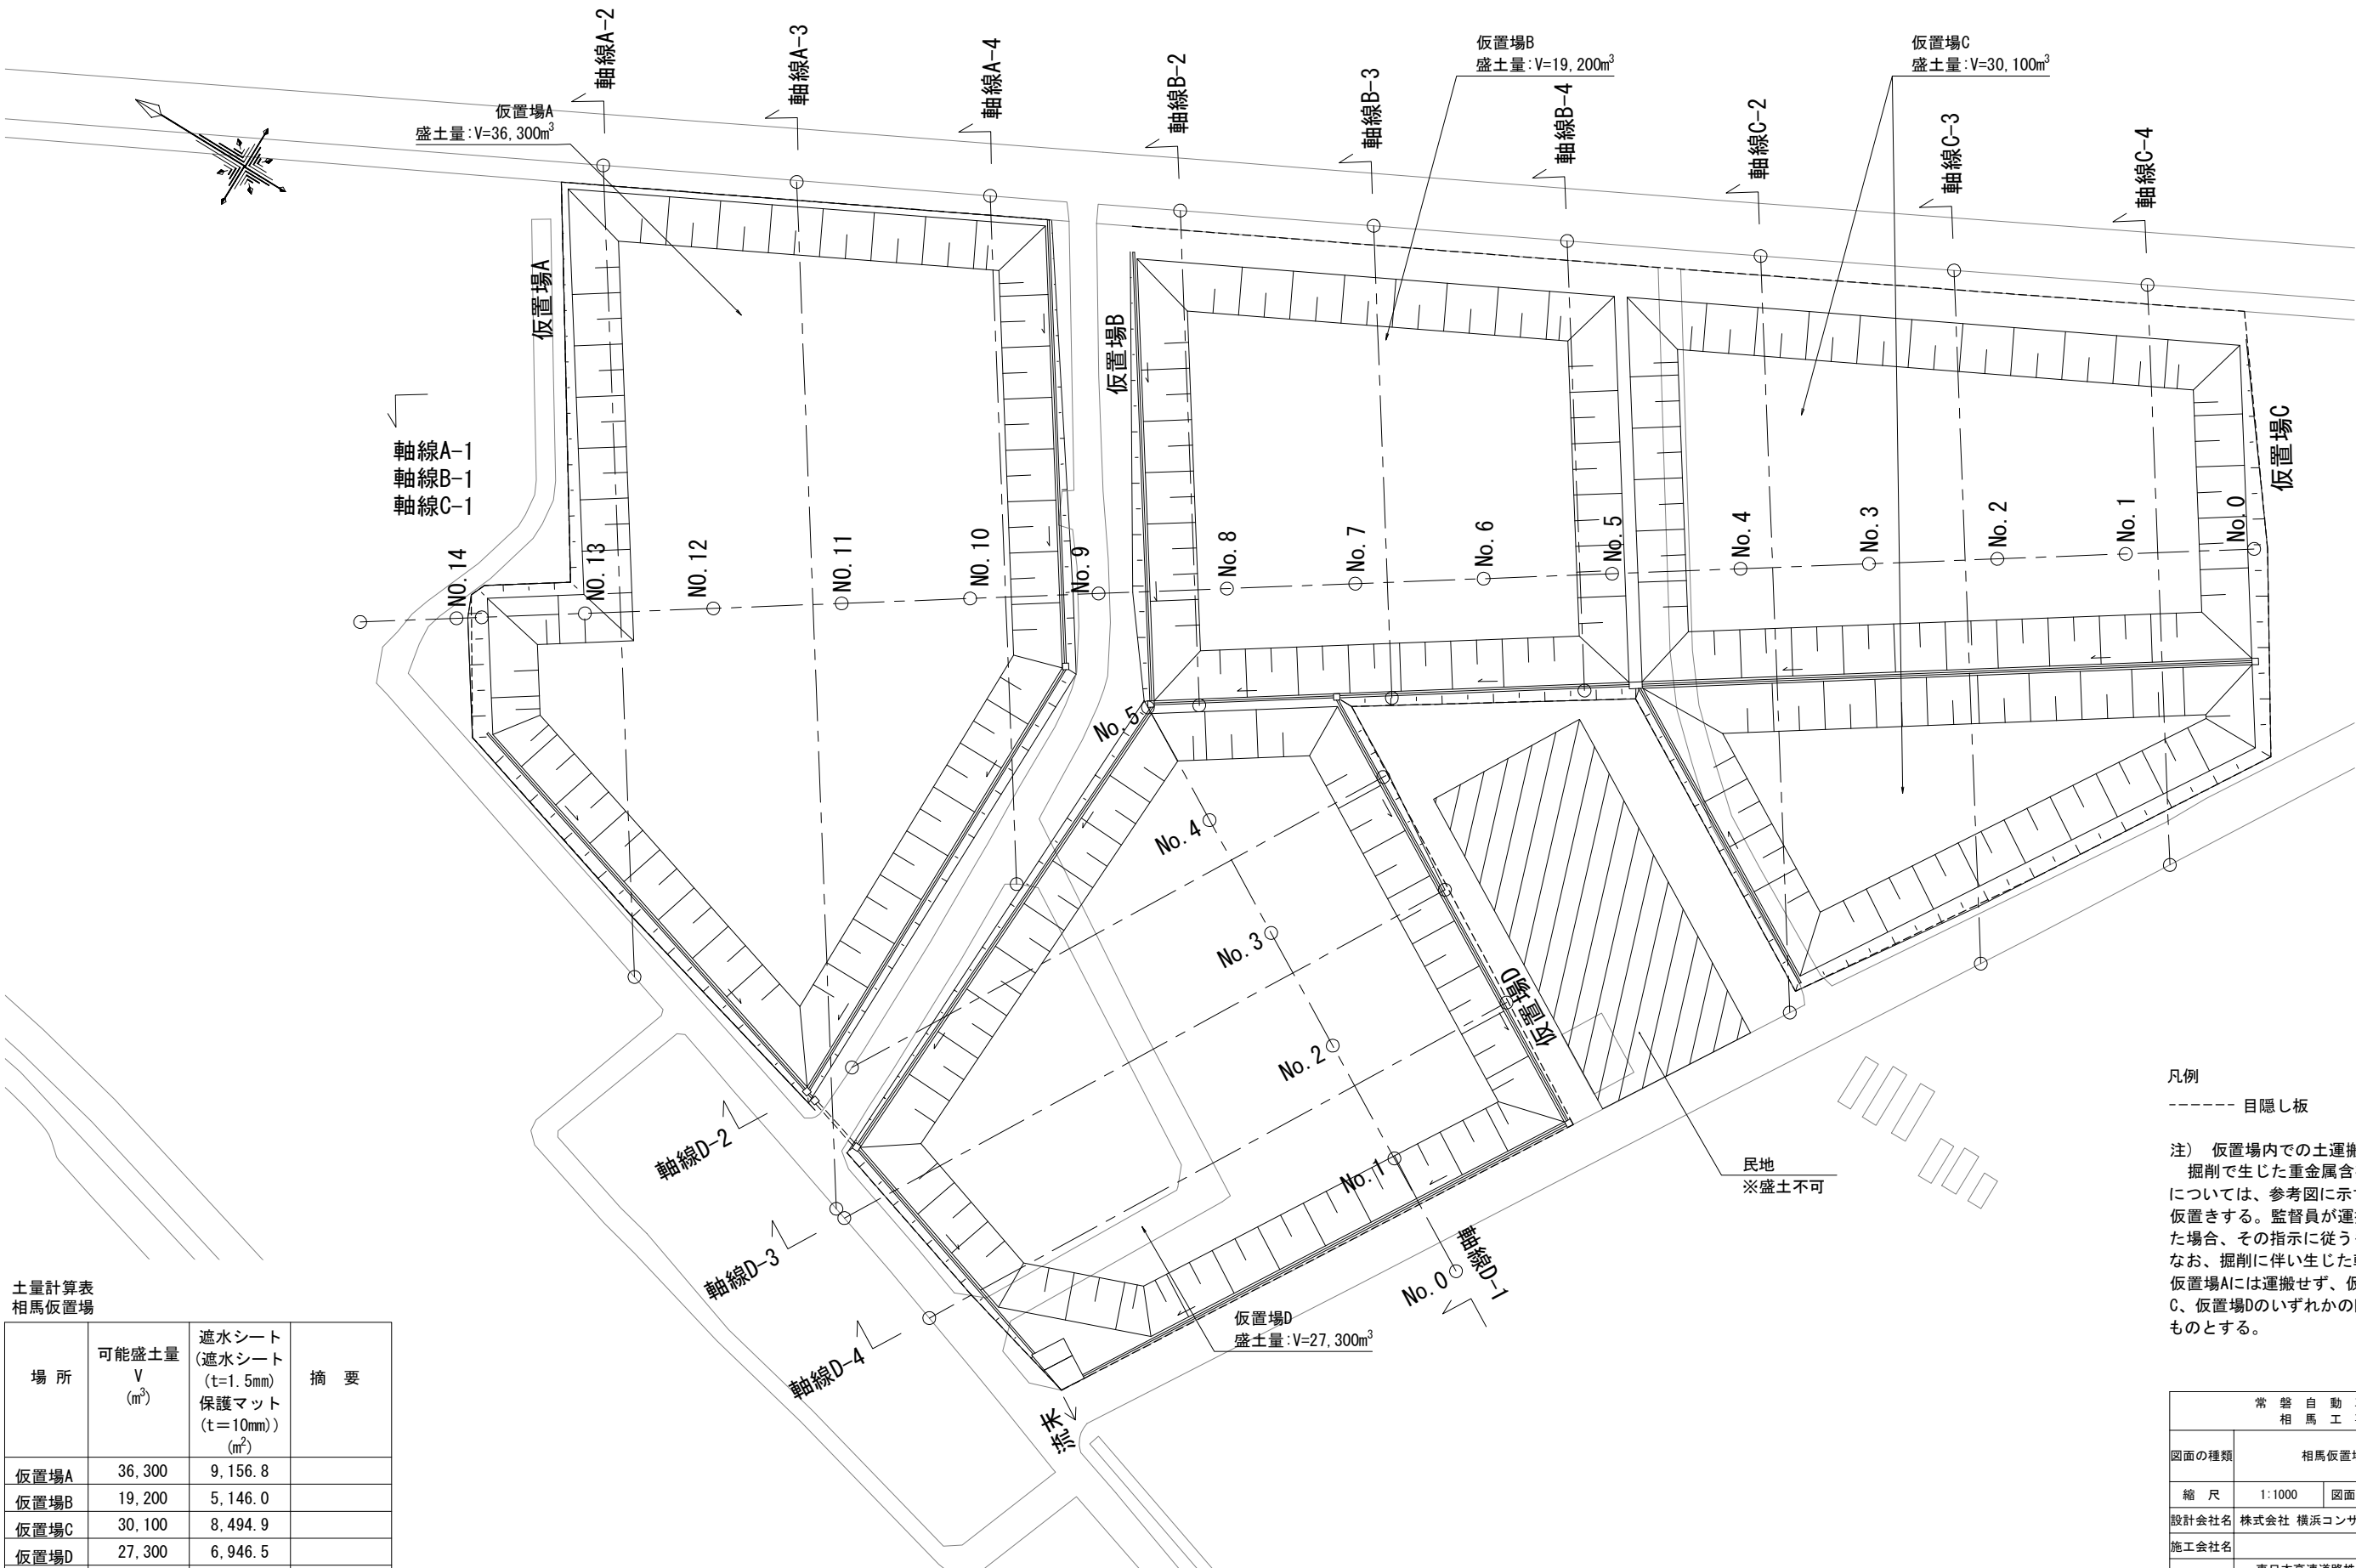 軸線A-2
軸線A-3
軸線A-4
軸線B-2
軸線B-3
軸線B-4
軸線C-2
軸線C-3
軸線C-4
仮置場A
盛土量:V=36,300m³
仮置場B
盛土量:V=19,200m³
仮置場C
盛土量:V=30,100m³
仮置場A
仮置場B
仮置場C
軸線A-1
軸線B-1
軸線C-1
NO.14
NO.13
NO.12
NO.11
NO.10
No.9
No.8
No.7
No.6
No.5
No.4
No.3
No.2
No.1
No.0
No.5
No.4
No.3
No.2
No.1
No.0
仮置場D
軸線D-1
軸線D-2
軸線D-3
軸線D-4
仮置場D
盛土量:V=27,300m³
民地
※盛土不可
流末
凡例
目隠し板
注) 仮置場内での土運搬
掘削で生じた重金属含
については、参考図に示す
仮置きする。監督員が運
た場合、その指示に従う
なお、掘削に伴い生じた
仮置場Aには運搬せず、仮
C、仮置場Dのいずれかの
ものとする。
土量計算表
相馬仮置場
場 所 可能盛土量 V (m³) 遮水シート (遮水シート (t=1.5mm) 保護マット (t=10mm)) (m²) 摘 要
仮置場A 36,300 9,156.8
仮置場B 19,200 5,146.0
仮置場C 30,100 8,494.9
仮置場D 27,300 6,946.5
常 磐 自 動
相 馬 工
図面の種類 相馬仮置場
縮 尺 1:1000 図面
設計会社名 株式会社 横浜コンサ
施工会社名